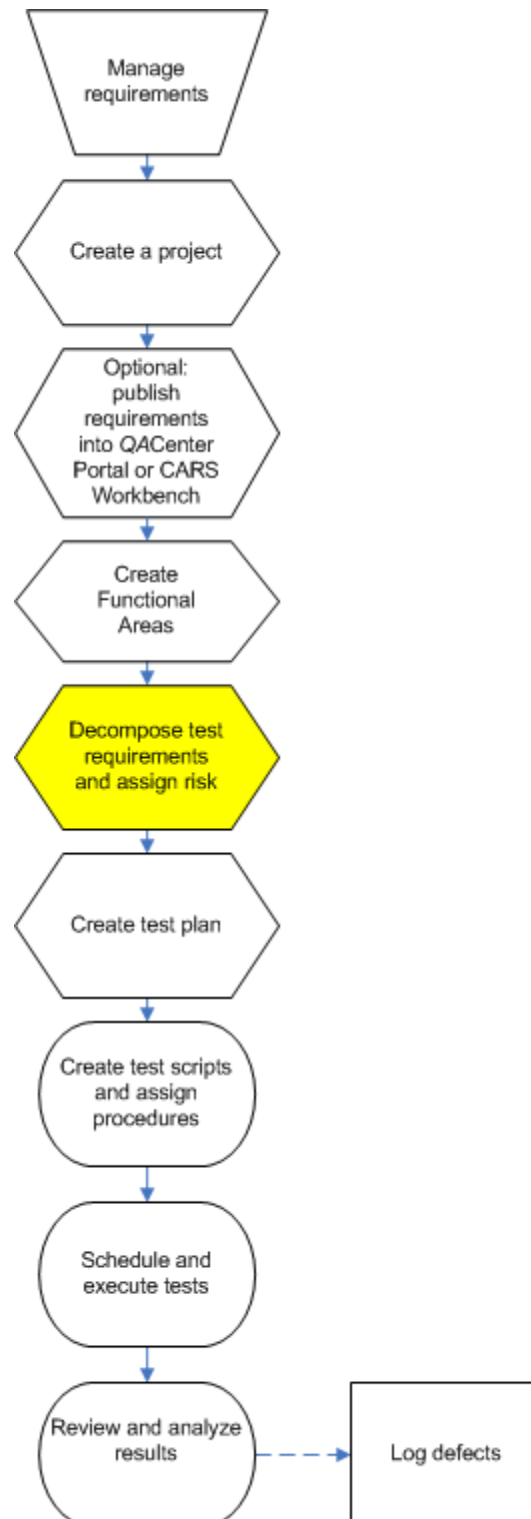 Manage
requirements
Create a project
Optional:
publish
requirements
into QACenter
Portal or CARS
Workbench
Create
Functional
Areas
Decompose test
requirements
and assign risk
Create test plan
Create test scripts
and assign
procedures
Schedule and
execute tests
Review and analyze
results
Log defects